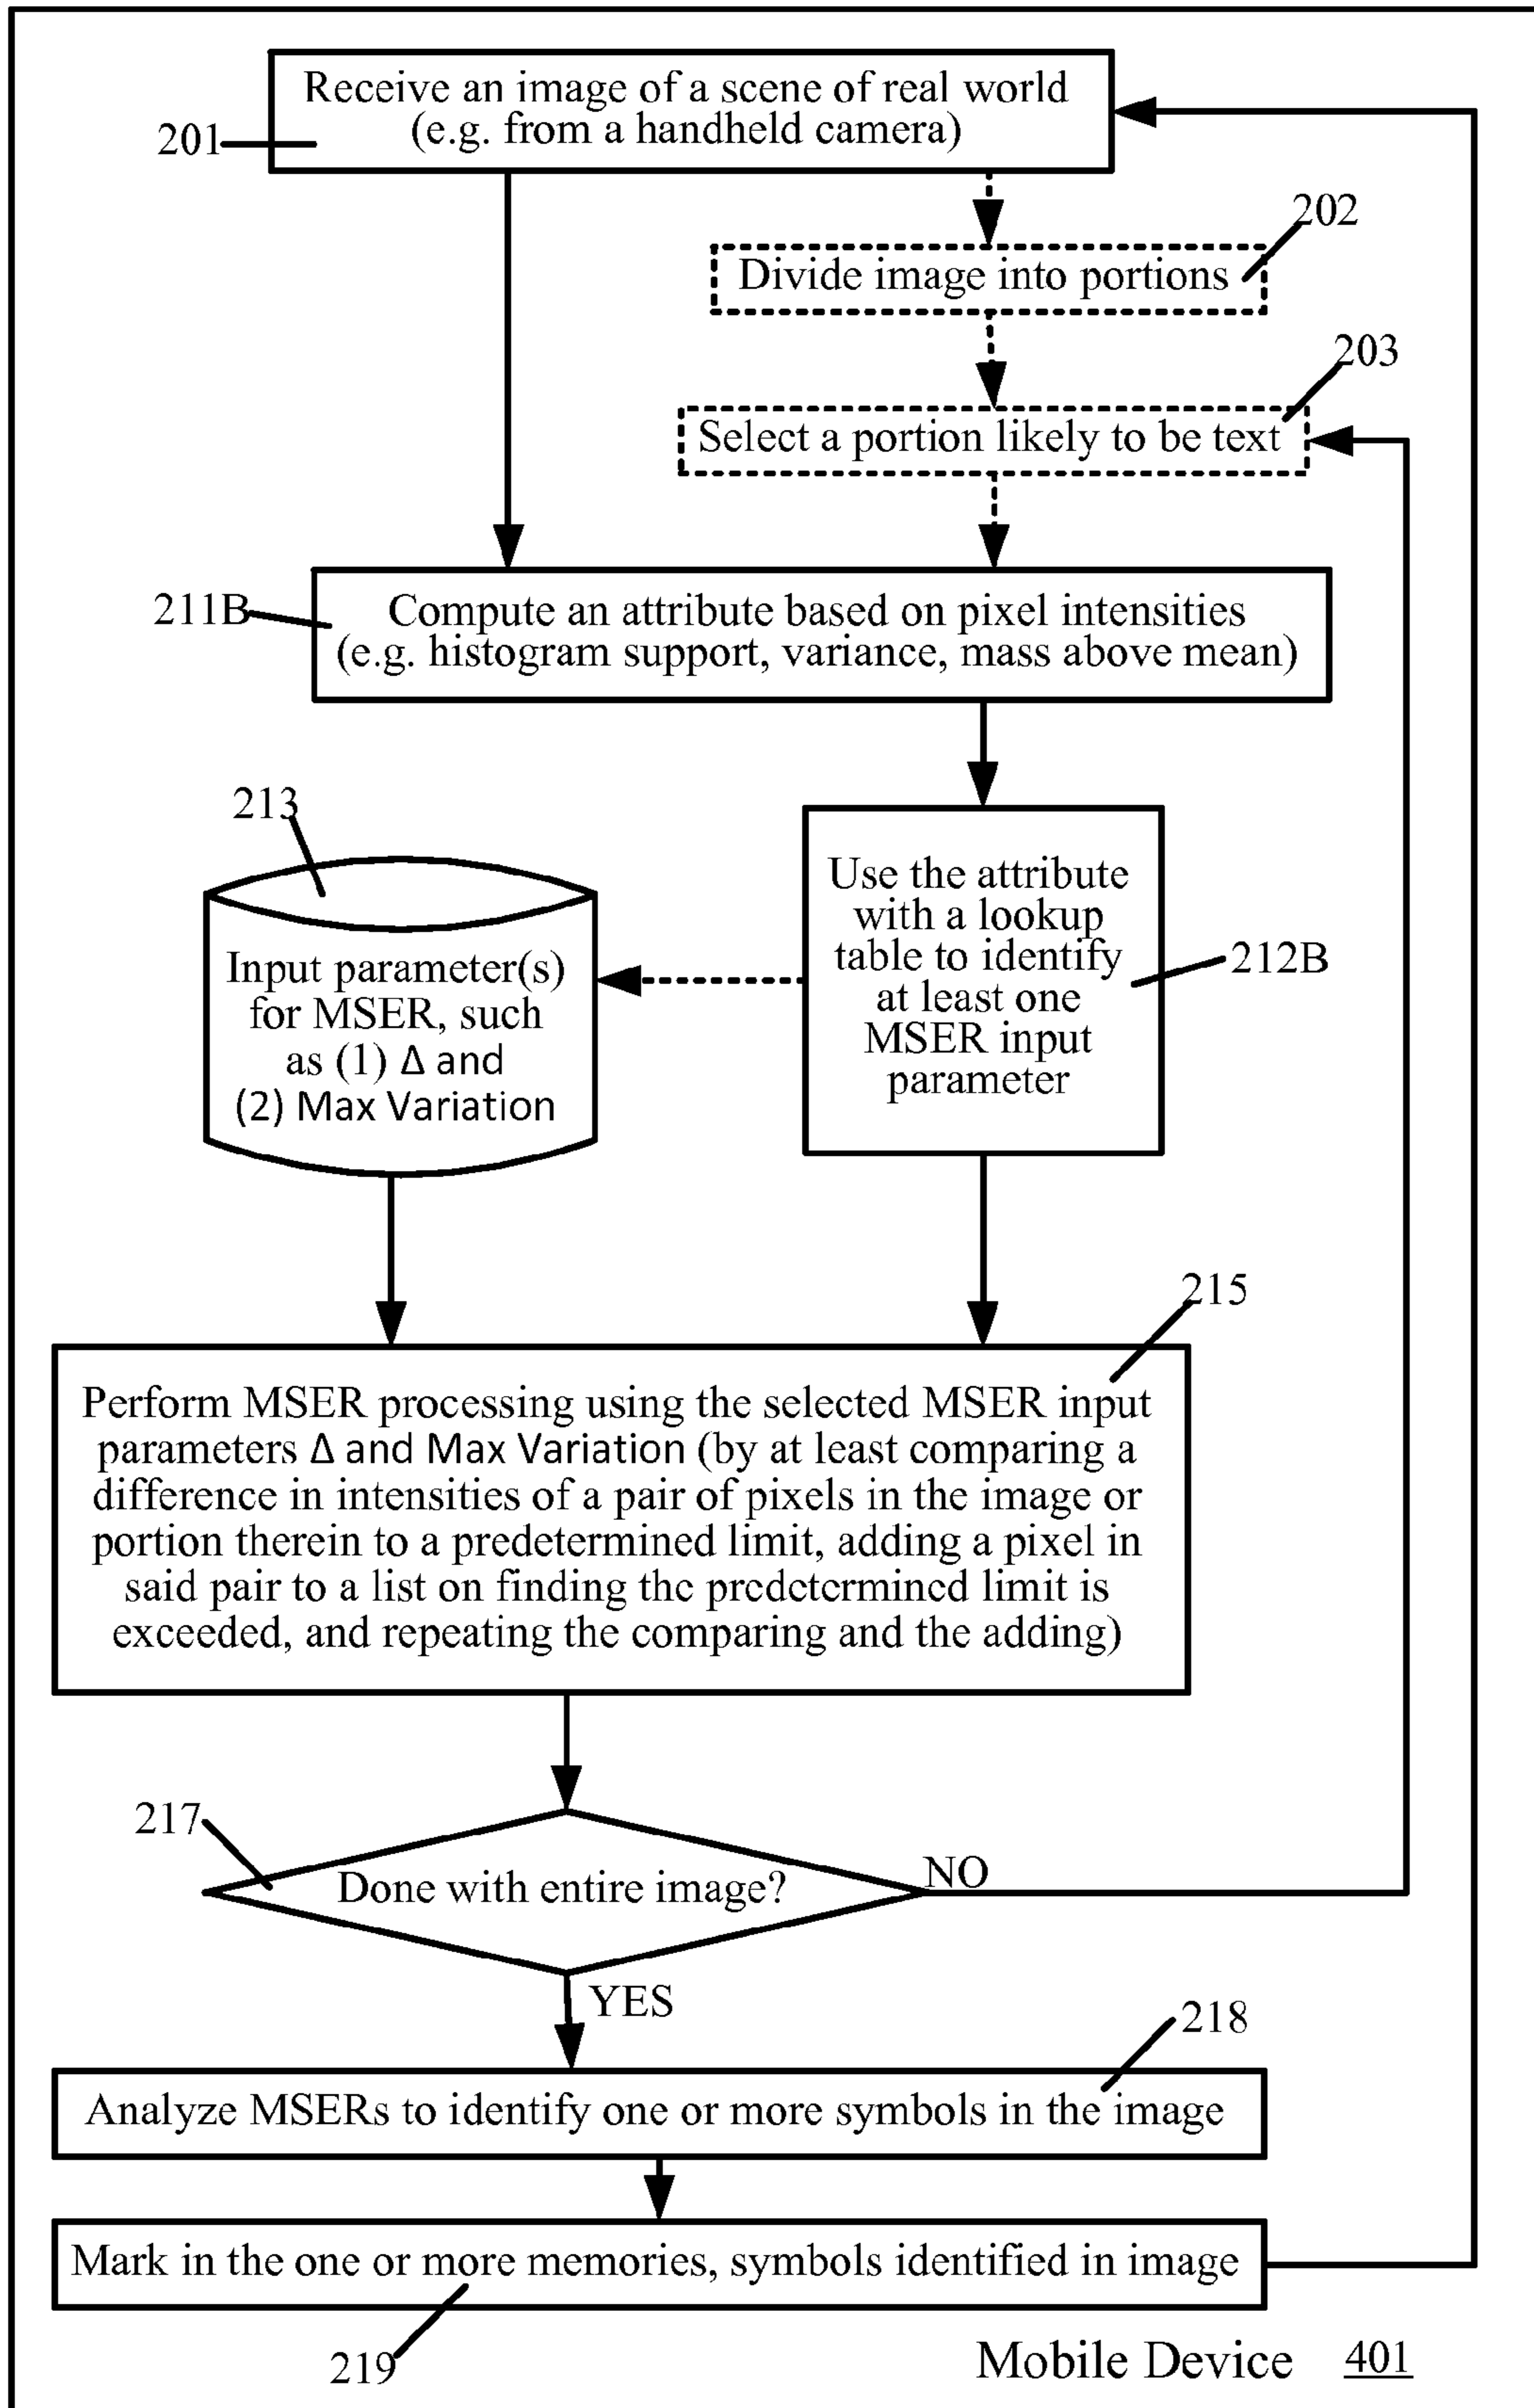 Receive an image of a scene of real world
(e.g. from a handheld camera)
201
202
Divide image into portions
203
Select a portion likely to be text
211B
Compute an attribute based on pixel intensities
(e.g. histogram support, variance, mass above mean)
213
Input parameter(s)
for MSER, such
as (1) Δ and
(2) Max Variation
Use the attribute
with a lookup
table to identify
at least one
MSER input
parameter
212B
215
Perform MSER processing using the selected MSER input
parameters Δ and Max Variation (by at least comparing a
difference in intensities of a pair of pixels in the image or
portion therein to a predetermined limit, adding a pixel in
said pair to a list on finding the predetermined limit is
exceeded, and repeating the comparing and the adding)
217
Done with entire image?
NO
YES
218
Analyze MSERs to identify one or more symbols in the image
Mark in the one or more memories, symbols identified in image
219
Mobile Device 401